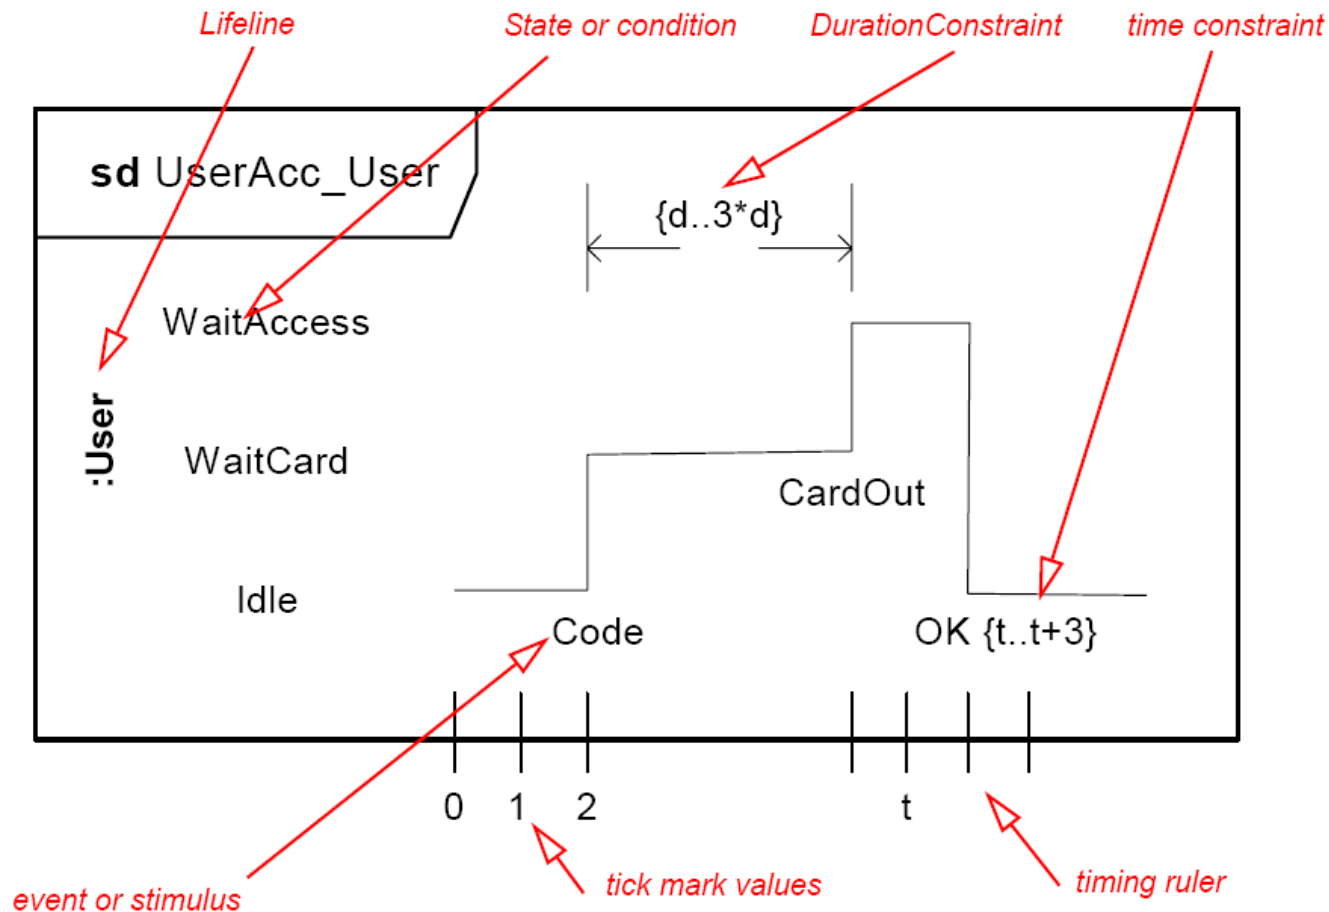 Lifeline
State or condition
DurationConstraint
time constraint
sd UserAcc_User
{d..3*d}
WaitAccess
:User
WaitCard
CardOut
Idle
Code
OK {t..t+3}
0 1 2 t
event or stimulus
tick mark values
timing ruler